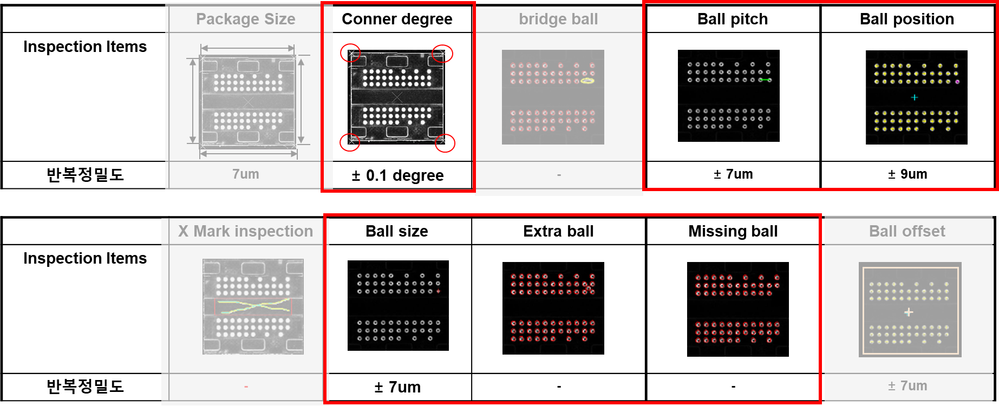 Package Size
Conner degree
bridge ball
Ball pitch
Ball position
Inspection Items
반복정밀도
7um
± 0.1 degree
-
± 7um
± 9um
X Mark inspection
Ball size
Extra ball
Missing ball
Ball offset
Inspection Items
반복정밀도
-
± 7um
-
-
± 7um